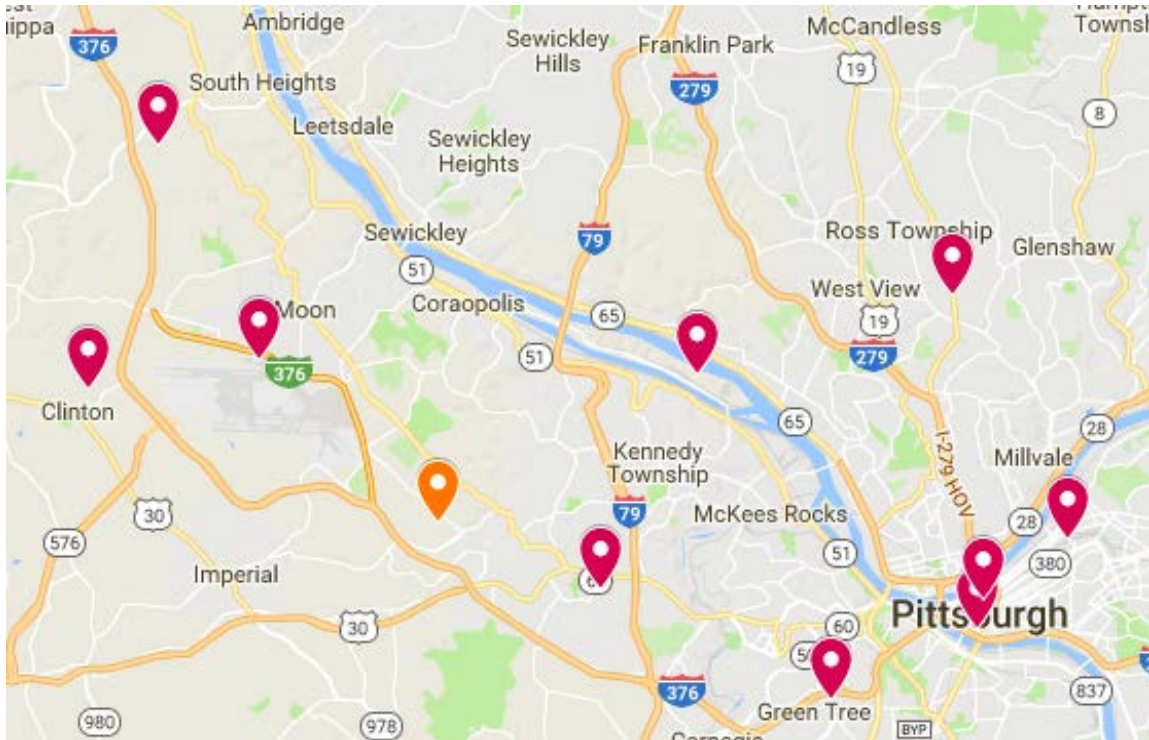 Ambridge
McCandless
Township
376
Sewickley
Hills
Franklin Park
19
South Heights
279
8
Leetsdale
Sewickley
Heights
Sewickley
79
Ross Township
Glenshaw
51
Coraopolis
65
West View
Moon
19
51
279
376
Clinton
65
28
Kennedy
Township
I-279 HOV
Millvale
30
79
McKees Rocks
28
576
51
380
Imperial
Pittsburgh
30
60
376
837
980
978
Green Tree
BYP